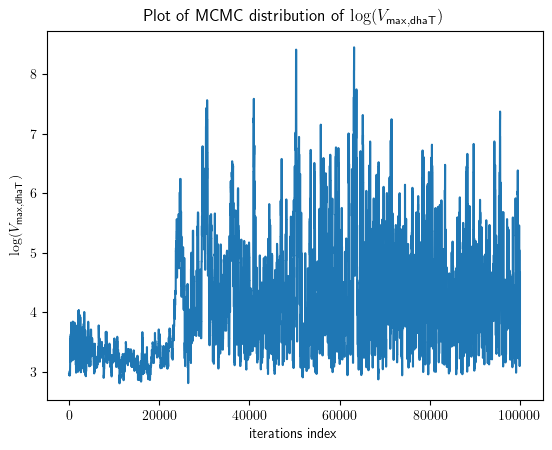 Plot of MCMC distribution of log(V_max,dhaT)
log(V_max,dhaT)
8
7
6
5
4
3
0 20000 40000 60000 80000 100000
iterations index